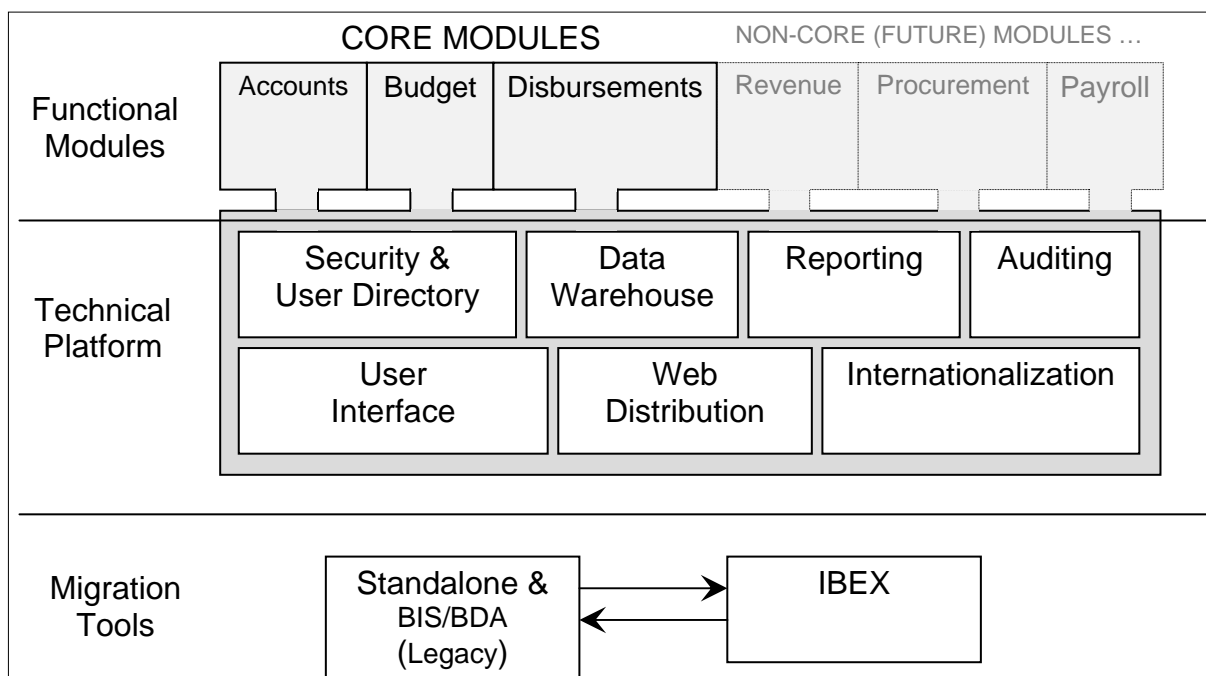 CORE MODULES
NON-CORE (FUTURE) MODULES …
Functional
Modules
Accounts
Budget
Disbursements
Revenue
Procurement
Payroll
Technical
Platform
Security &
User Directory
Data
Warehouse
Reporting
Auditing
User
Interface
Web
Distribution
Internationalization
Migration
Tools
Standalone &
BIS/BDA
(Legacy)
IBEX